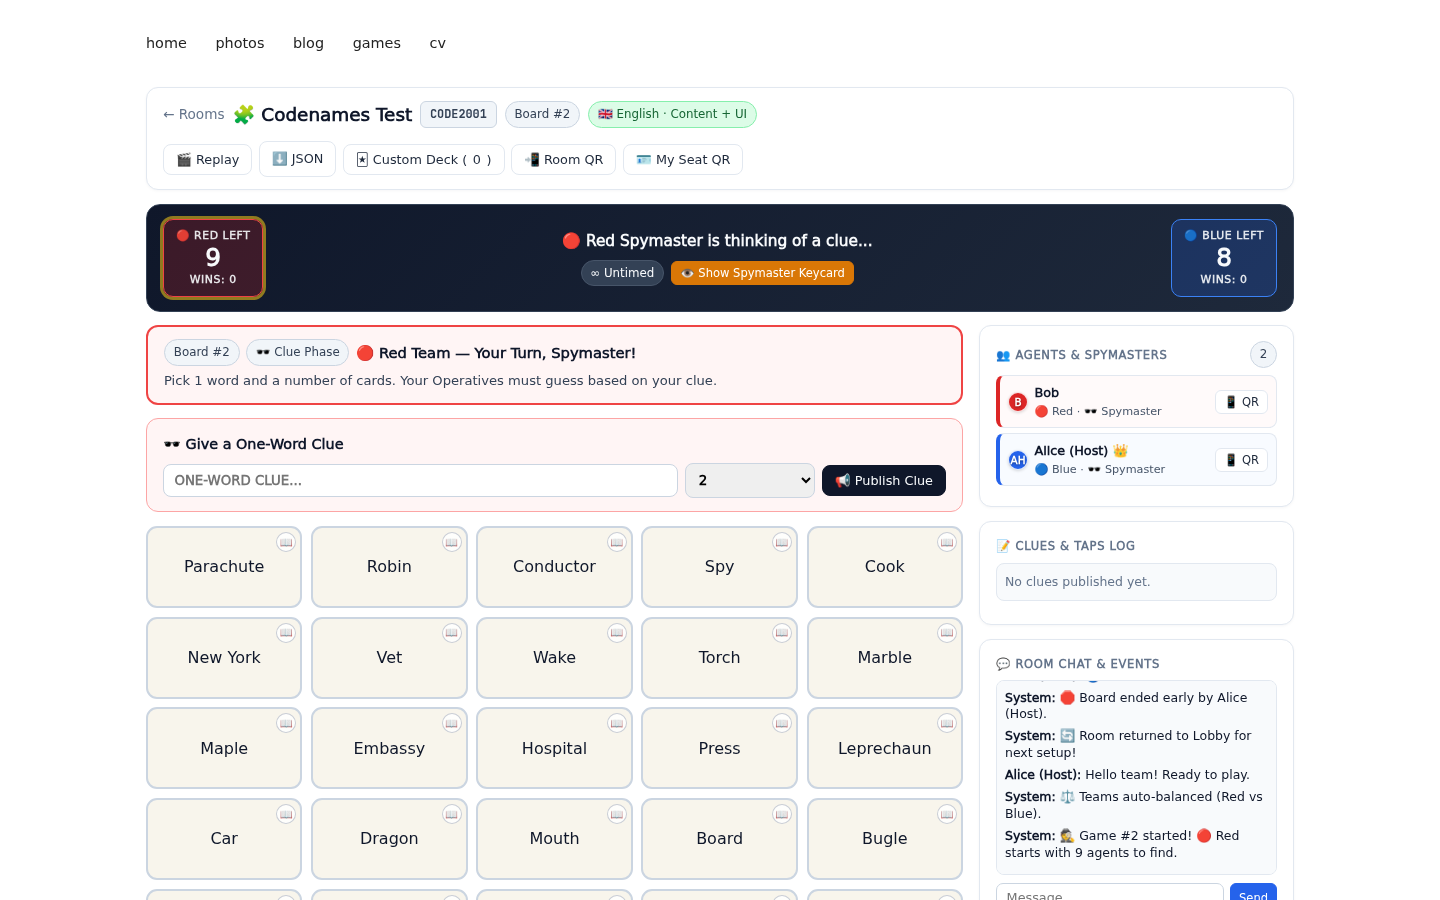 home photos blog games cv
← Rooms 🧩 Codenames Test CODE2001 Board #2 🇬🇧 English · Content + UI
🎬 Replay ⬇️ JSON 🃏 Custom Deck ( 0 ) 📲 Room QR 🪪 My Seat QR
🔴 RED LEFT
9
WINS: 0
🔴 Red Spymaster is thinking of a clue...
∞ Untimed 👁️ Show Spymaster Keycard
🔵 BLUE LEFT
8
WINS: 0
Board #2 🕶️ Clue Phase 🔴 Red Team — Your Turn, Spymaster!
Pick 1 word and a number of cards. Your Operatives must guess based on your clue.
🕶️ Give a One-Word Clue
ONE-WORD CLUE... 2 📢 Publish Clue
Parachute Robin Conductor Spy Cook
New York Vet Wake Torch Marble
Maple Embassy Hospital Press Leprechaun
Car Dragon Mouth Board Bugle
👥 AGENTS & SPYMASTERS 2
B Bob
🔴 Red · 🕶️ Spymaster
📱 QR
AH Alice (Host) 👑
🔵 Blue · 🕶️ Spymaster
📱 QR
📝 CLUES & TAPS LOG
No clues published yet.
💬 ROOM CHAT & EVENTS
System: 🛑 Board ended early by Alice
(Host).
System: 🔄 Room returned to Lobby for
next setup!
Alice (Host): Hello team! Ready to play.
System: ⚖️ Teams auto-balanced (Red vs
Blue).
System: 🕵️ Game #2 started! 🔴 Red
starts with 9 agents to find.
Message Send